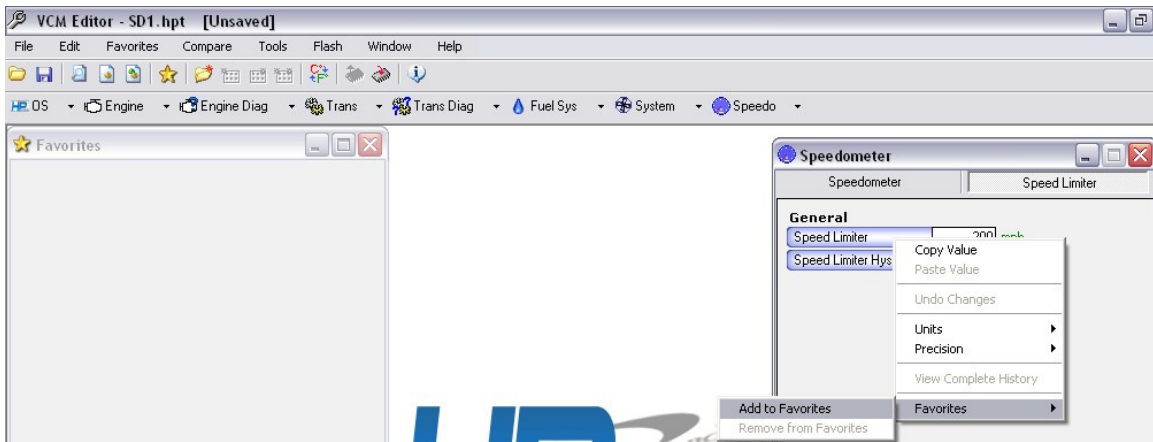 VCM Editor - SD1.hpt [Unsaved]
File Edit Favorites Compare Tools Flash Window Help
HP OS Engine Engine Diag Trans Trans Diag Fuel Sys System Speedo
Favorites
Speedometer
Speedometer Speed Limiter
General
Speed Limiter 200 mph
Speed Limiter Hys
Copy Value
Paste Value
Undo Changes
Units
Precision
View Complete History
Favorites
Add to Favorites
Remove from Favorites